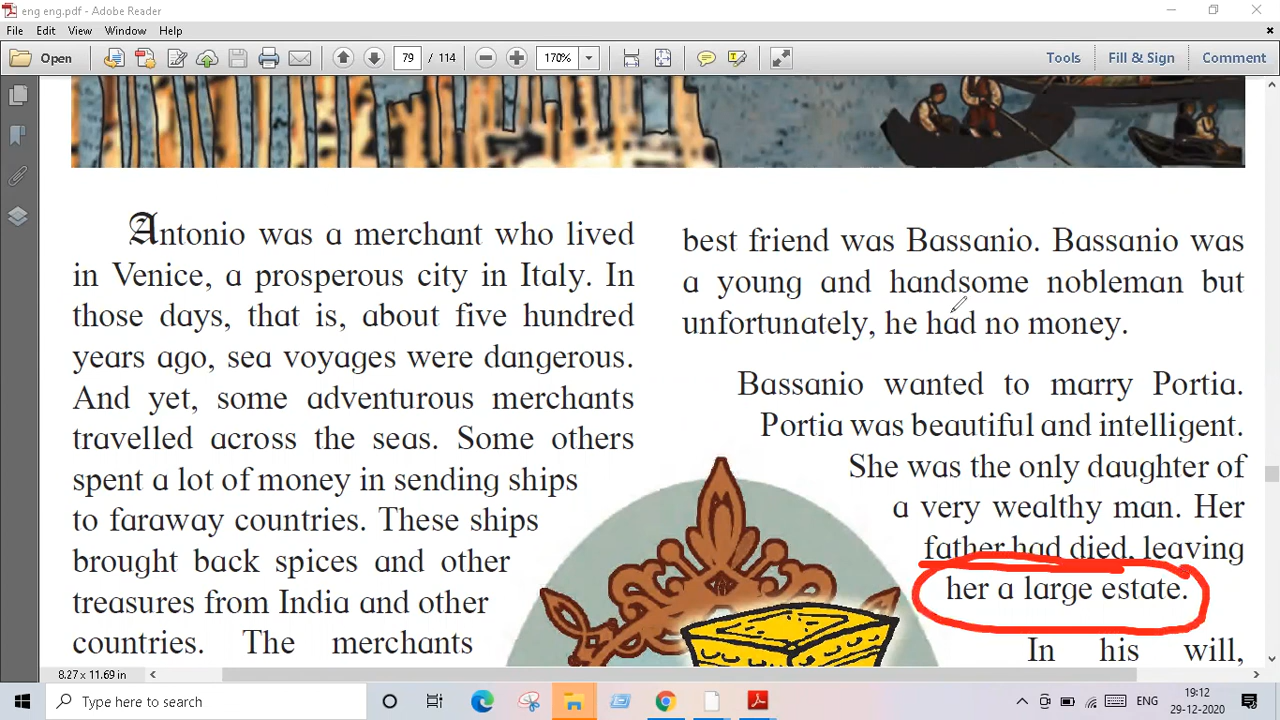 eng eng.pdf - Adobe Reader
File Edit View Window Help
Open 79 / 114 170% Tools Fill & Sign Comment
Antonio was a merchant who lived
in Venice, a prosperous city in Italy. In
those days, that is, about five hundred
years ago, sea voyages were dangerous.
And yet, some adventurous merchants
travelled across the seas. Some others
spent a lot of money in sending ships
to faraway countries. These ships
brought back spices and other
treasures from India and other
countries. The merchants
best friend was Bassanio. Bassanio was
a young and handsome nobleman but
unfortunately, he had no money.
Bassanio wanted to marry Portia.
Portia was beautiful and intelligent.
She was the only daughter of
a very wealthy man. Her
father had died, leaving
her a large estate.
In his will,
8.27 x 11.69 in
Type here to search
ENG
19:12
29-12-2020